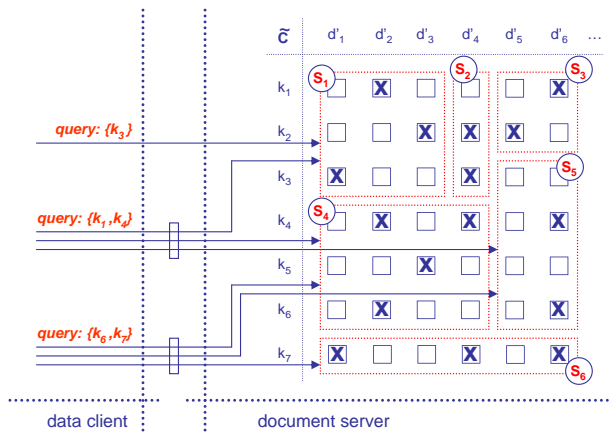 c̃ d'1 d'2 d'3 d'4 d'5 d'6 ...
S1 S2 S3
k1 X X
query: {k3}
k2 X X X
k3 X X S5
query: {k1,k4}
S4
k4 X X X
k5 X
k6 X X
query: {k6,k7}
k7 X X X
S6
data client document server